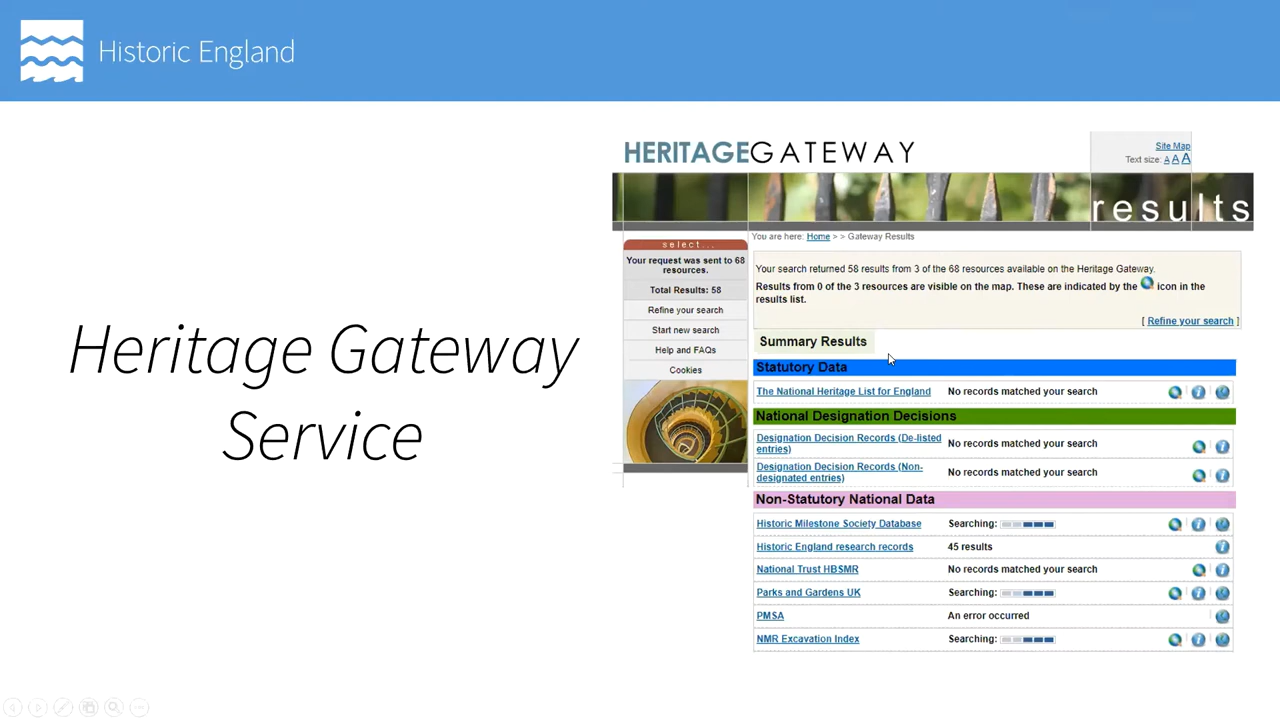 Historic England
Heritage Gateway
Service
HERITAGEGATEWAY
Site Map
Text size: A A A
results
You are here: Home > > Gateway Results
select...
Your request was sent to 68
resources.
Total Results: 58
Refine your search
Start new search
Help and FAQs
Cookies
Your search returned 58 results from 3 of the 68 resources available on the Heritage Gateway.
Results from 0 of the 3 resources are visible on the map. These are indicated by the icon in the
results list.
[ Refine your search ]
Summary Results
Statutory Data
The National Heritage List for England No records matched your search
National Designation Decisions
Designation Decision Records (De-listed
entries) No records matched your search
Designation Decision Records (Non-
designated entries) No records matched your search
Non-Statutory National Data
Historic Milestone Society Database Searching:
Historic England research records 45 results
National Trust HBSMR No records matched your search
Parks and Gardens UK Searching:
PMSA An error occurred
NMR Excavation Index Searching: